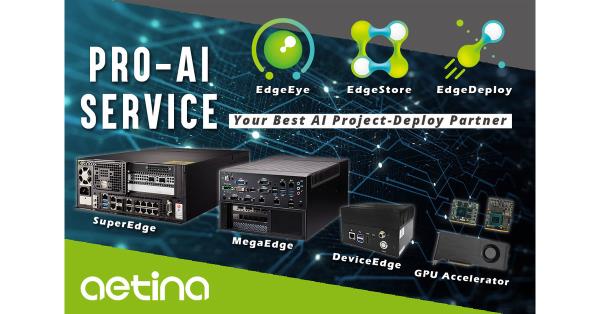 PRO-AI
SERVICE
EdgeEye
EdgeStore
EdgeDeploy
Your Best AI Project-Deploy Partner
SuperEdge
MegaEdge
DeviceEdge
GPU Accelerator
aetina